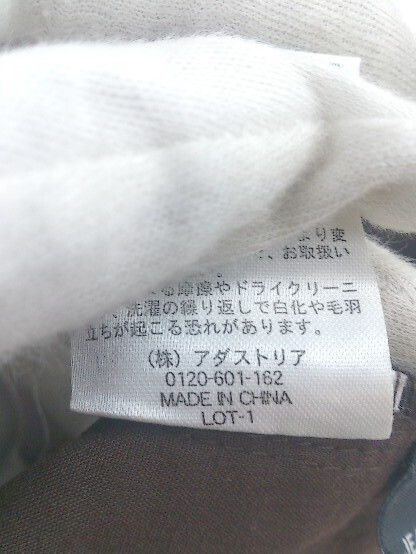 より変
、お取扱い
。
る摩擦やドライクリーニ
、洗濯の繰り返しで白化や毛羽
立ちが起こる恐れがあります。
（株）アダストリア
0120-601-162
MADE IN CHINA
LOT-1